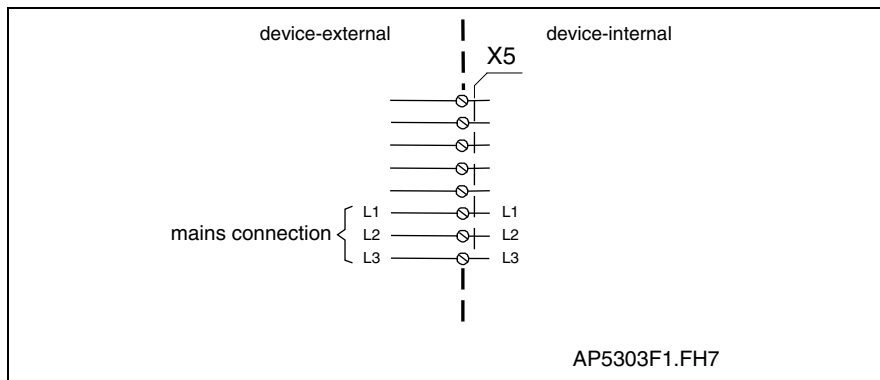 device-external device-internal
X5
L1 L1
mains connection L2 L2
L3 L3
AP5303F1.FH7